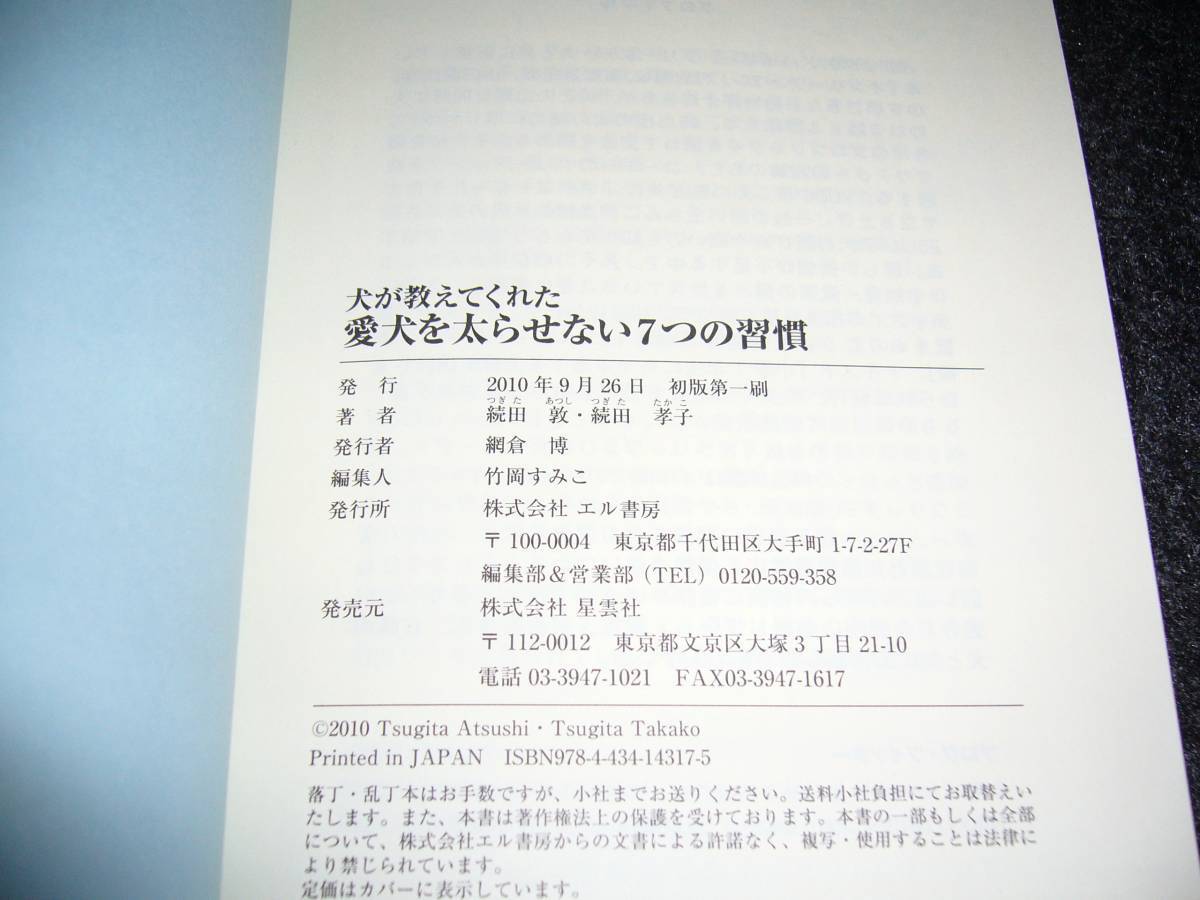 犬が教えてくれた
愛犬を太らせない7つの習慣
発 行 2010年9月26日 初版第一刷
つぎた あつし つぎた たかこ
著 者 続田 敦・続田 孝子
発行者 網倉 博
編集人 竹岡すみこ
発行所 株式会社 エル書房
〒100-0004 東京都千代田区大手町1-7-2-27F
編集部&営業部(TEL)0120-559-358
発売元 株式会社 星雲社
〒112-0012 東京都文京区大塚3丁目21-10
電話03-3947-1021 FAX03-3947-1617
©2010 Tsugita Atsushi・Tsugita Takako
Printed in JAPAN ISBN978-4-434-14317-5
落丁・乱丁本はお手数ですが、小社までお送りください。送料小社負担にてお取替えい
たします。また、本書は著作権法上の保護を受けております。本書の一部もしくは全部
について、株式会社エル書房からの文書による許諾なく、複写・使用することは法律に
より禁じられています。
定価はカバーに表示しています。